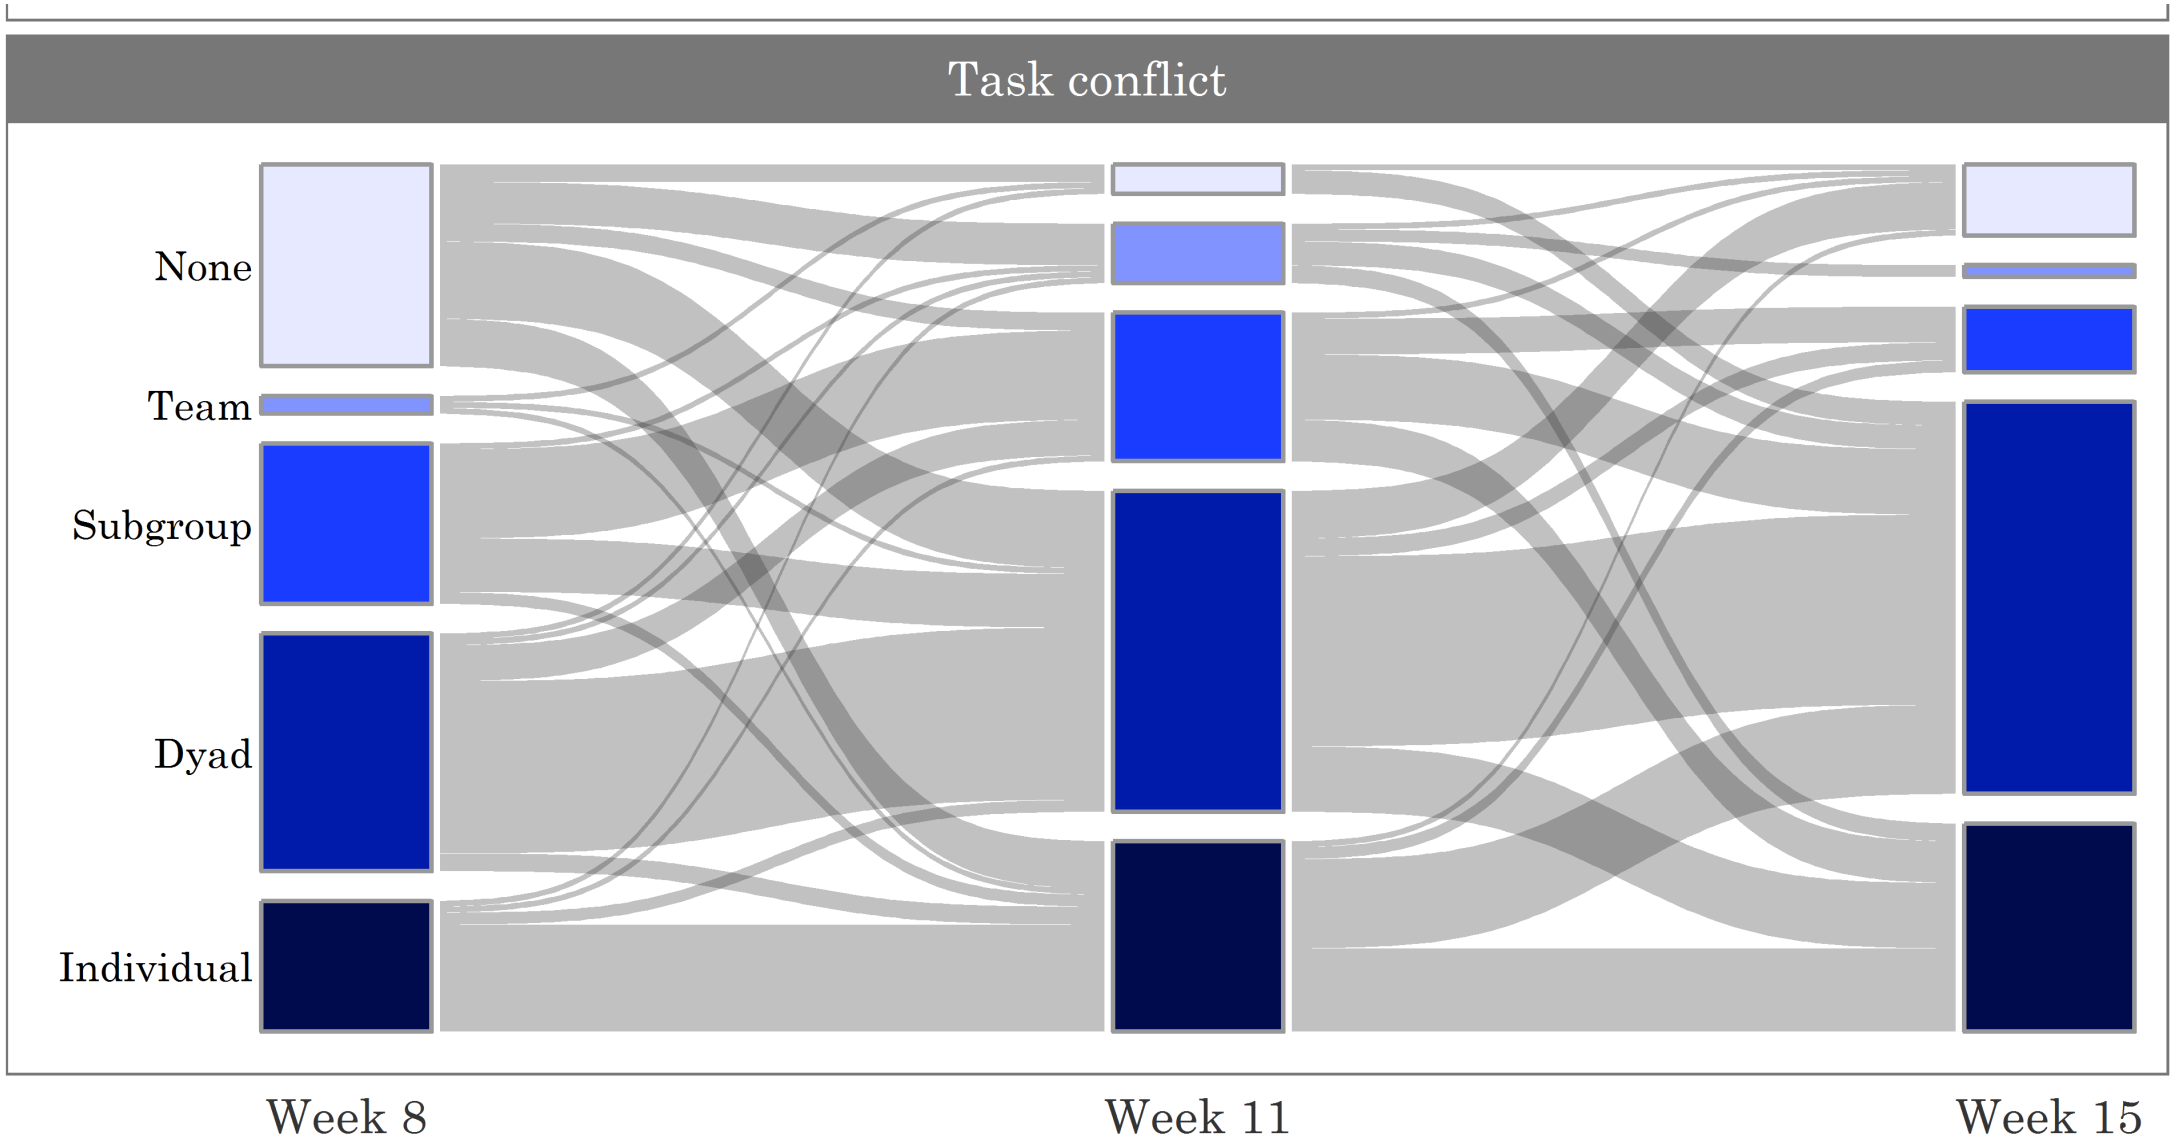 Task conflict
None
Team
Subgroup
Dyad
Individual
Week 8
Week 11
Week 15